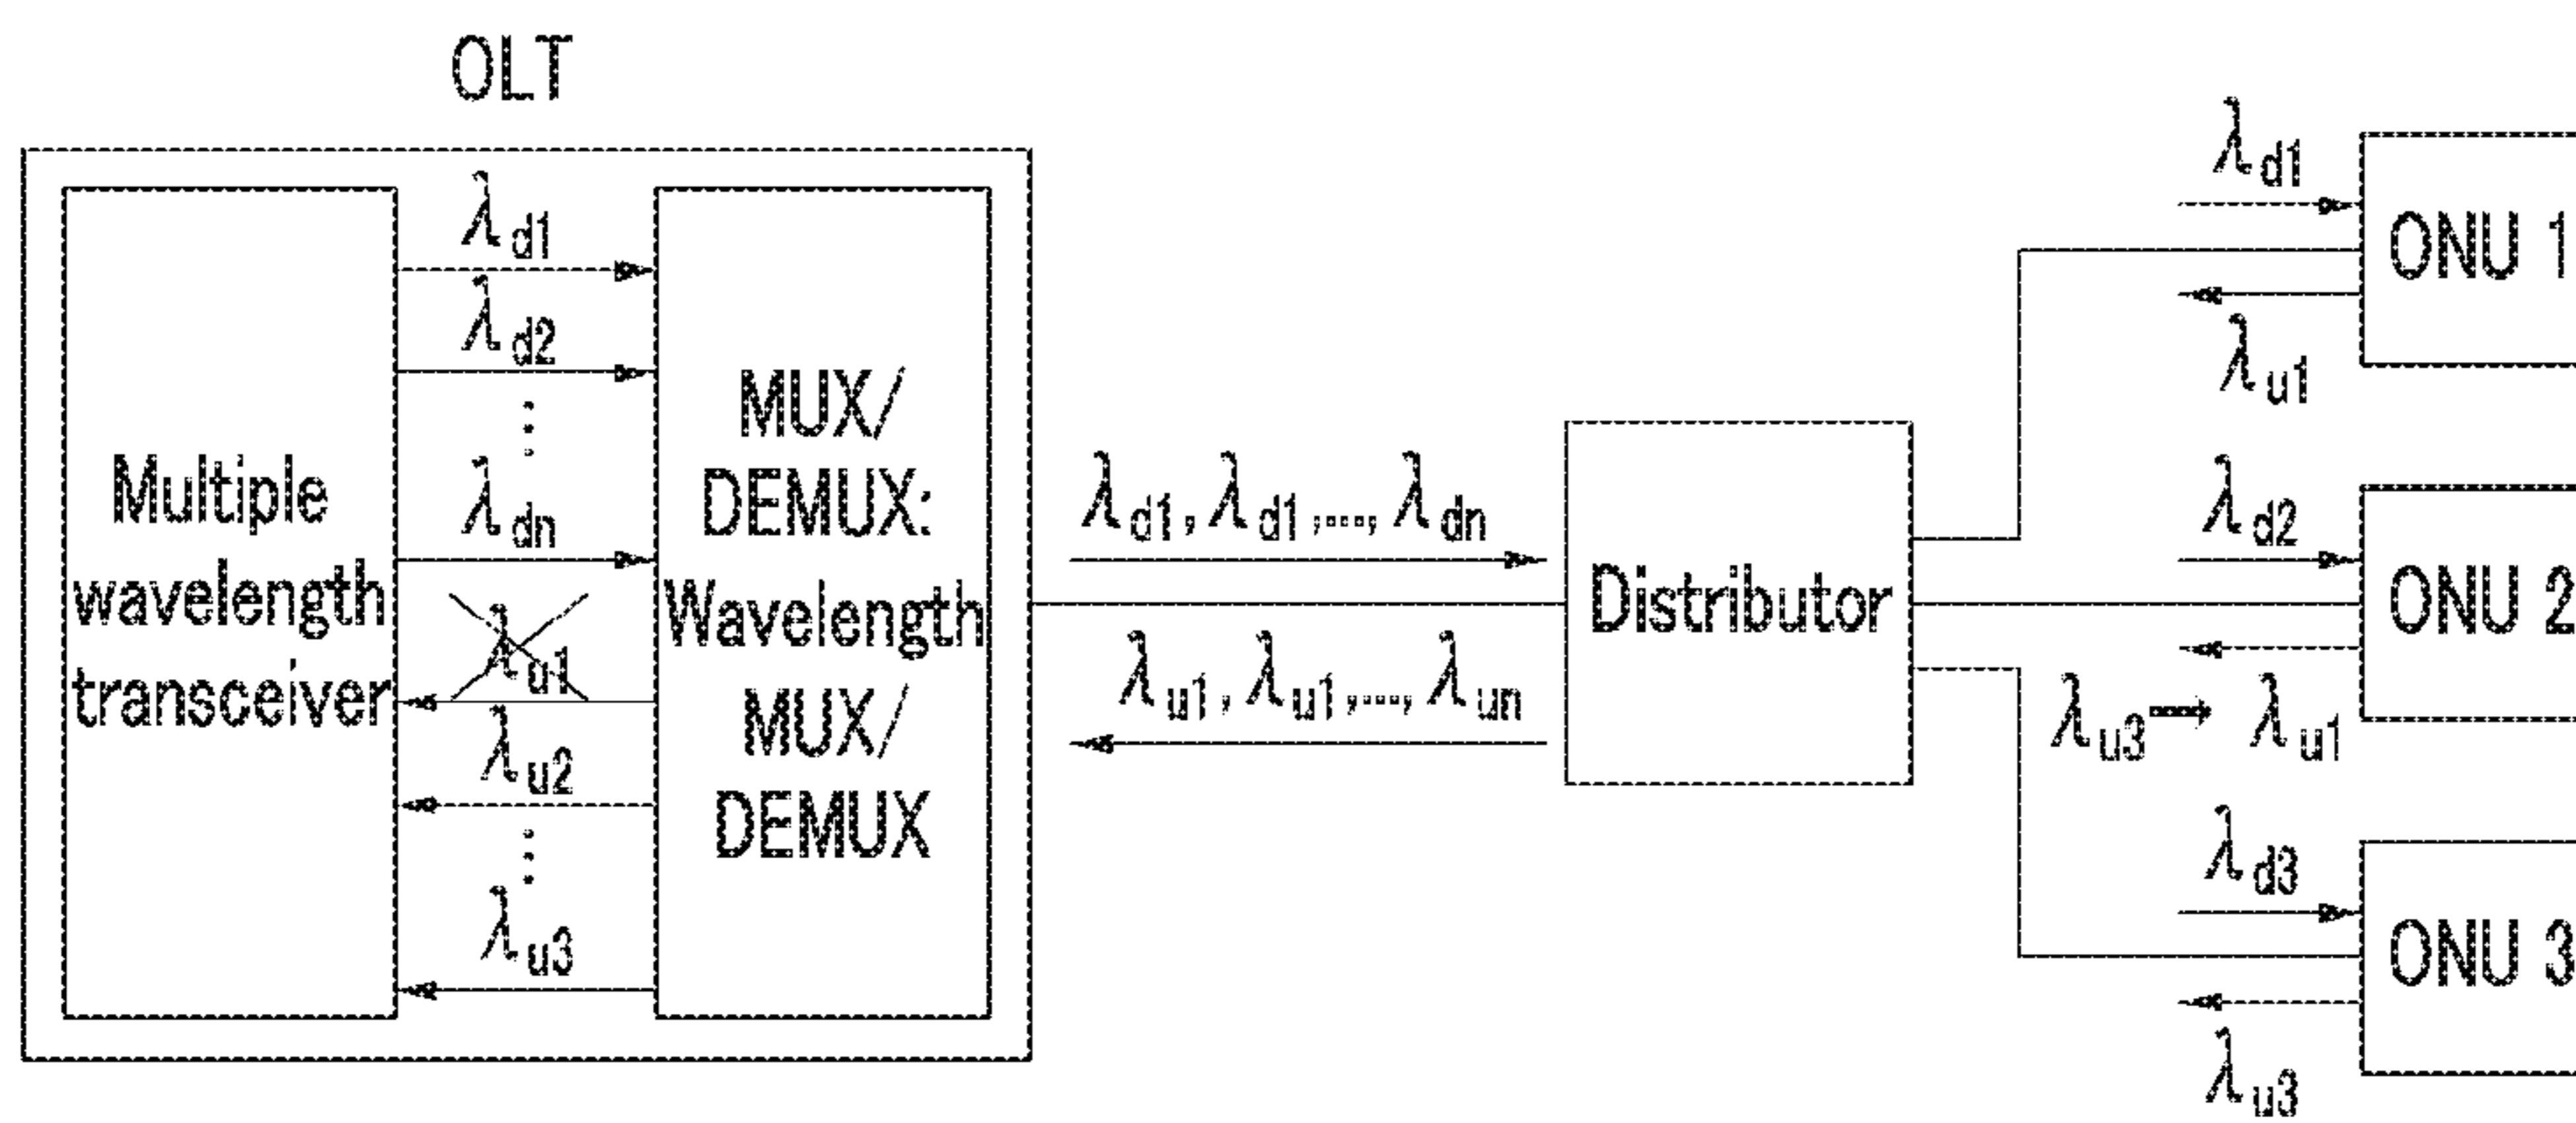 OLT
Multiple
wavelength
transceiver
λd1
λd2
⋮
λdn
λu1
λu2
⋮
λu3
MUX/
DEMUX:
Wavelength
MUX/
DEMUX
λd1, λd1,..., λdn
λu1, λu1,..., λun
Distributor
λd1
ONU 1
λu1
λd2
ONU 2
λu3→ λu1
λd3
ONU 3
λu3